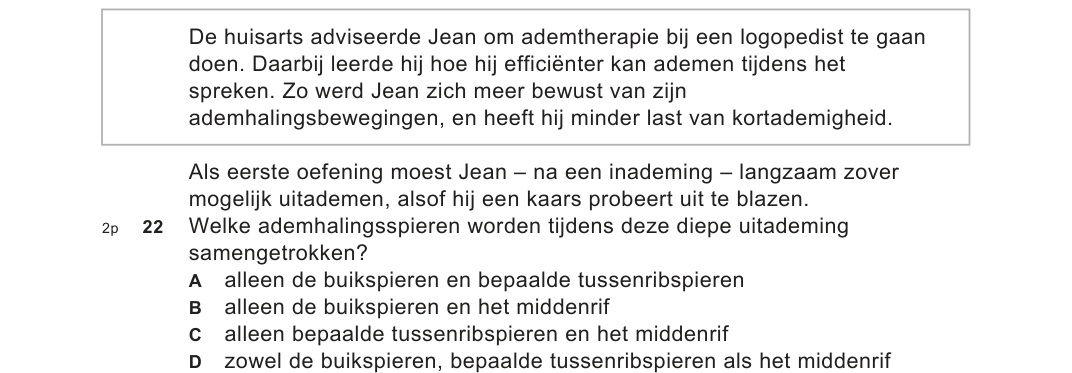 De huisarts adviseerde Jean om ademtherapie bij een logopedist te gaan
doen. Daarbij leerde hij hoe hij efficiënter kan ademen tijdens het
spreken. Zo werd Jean zich meer bewust van zijn
ademhalingsbewegingen, en heeft hij minder last van kortademigheid.
Als eerste oefening moest Jean – na een inademing – langzaam zover
mogelijk uitademen, alsof hij een kaars probeert uit te blazen.
2p 22 Welke ademhalingsspieren worden tijdens deze diepe uitademing
samengetrokken?
A alleen de buikspieren en bepaalde tussenribspieren
B alleen de buikspieren en het middenrif
C alleen bepaalde tussenribspieren en het middenrif
D zowel de buikspieren, bepaalde tussenribspieren als het middenrif